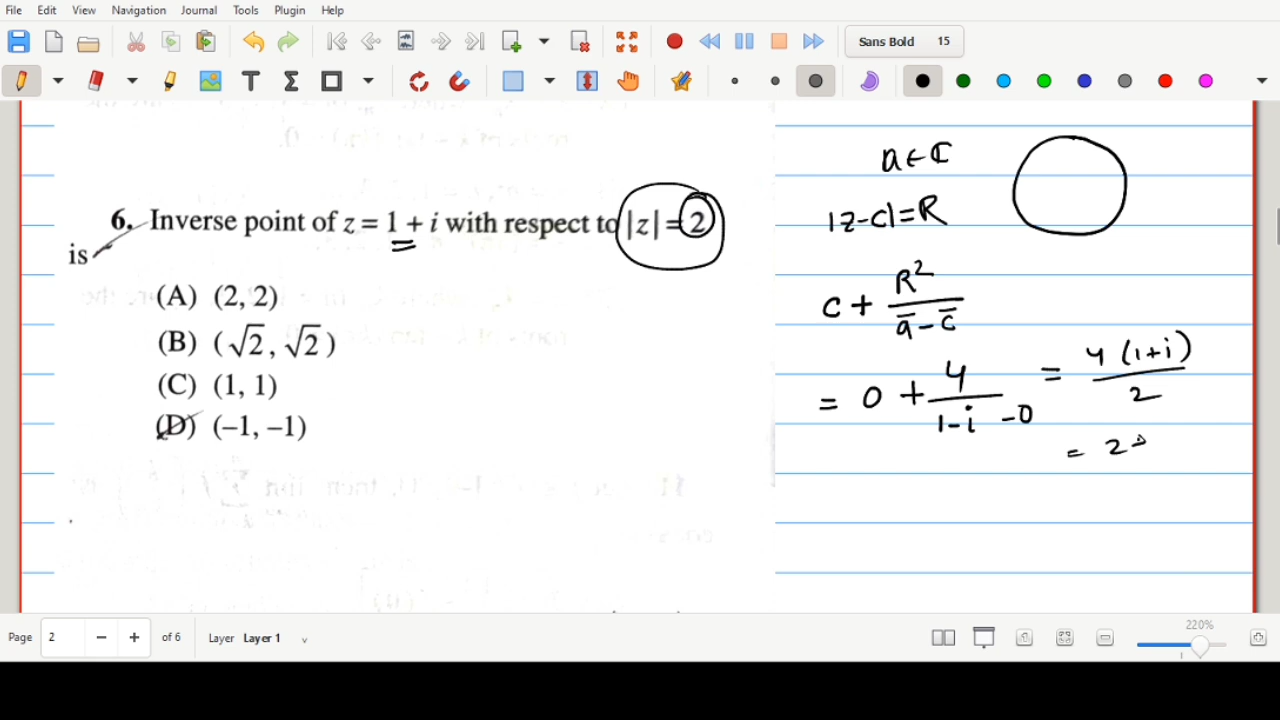 File Edit View Navigation Journal Tools Plugin Help
Sans Bold 15
6. Inverse point of z = 1 + i with respect to |z| = 2
is
(A) (2, 2)
(B) (√2, √2)
(C) (1, 1)
(D) (−1, −1)
a ∈ ℂ
|z-c|=R
c + R²/(a̅ - c̅)
= 0 + 4/(1-i -0) = 4(1+i)/2
= 2
Page 2 − + of 6 Layer Layer 1
220%